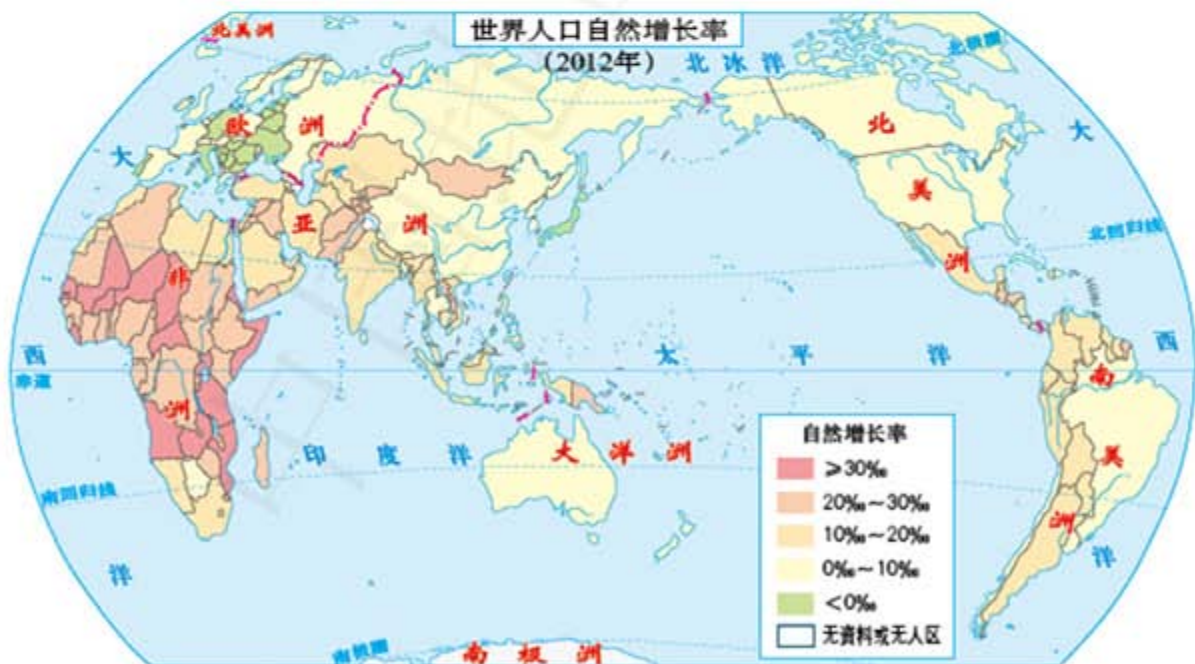 世界人口自然增长率
(2012年)
北美洲
北冰洋
北极圈
欧洲
北
大
大
美
亚洲
北回归线
非
洲
西
太平洋
西
赤道
南
洲
印度洋
大洋洲
美
南回归线
洲
洋
洋
自然增长率
≥30‰
20‰～30‰
10‰～20‰
0‰～10‰
<0‰
无资料或无人区
南极圈
南极洲